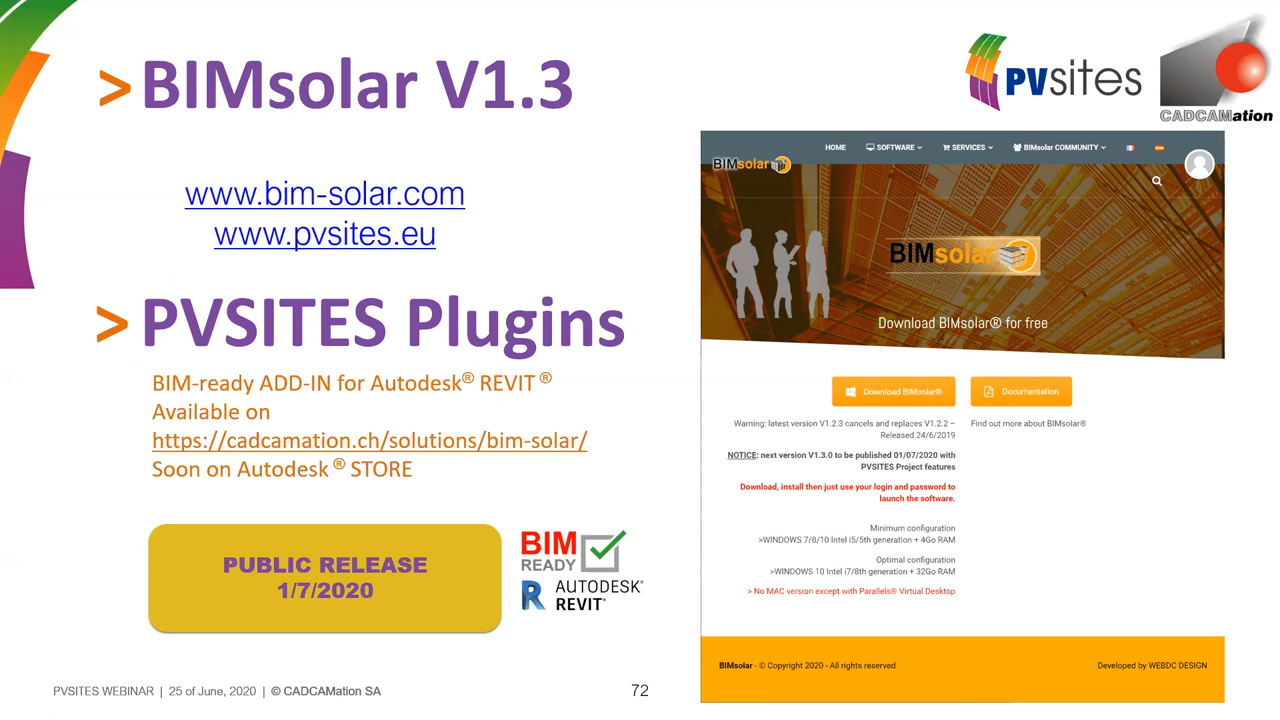 > BIMsolar V1.3
www.bim-solar.com
www.pvsites.eu
> PVSITES Plugins
BIM-ready ADD-IN for Autodesk® REVIT ®
Available on
https://cadcamation.ch/solutions/bim-solar/
Soon on Autodesk ® STORE
PUBLIC RELEASE
1/7/2020
BIM
READY
AUTODESK®
R REVIT®
PVsites
CADCAMation
HOME SOFTWARE SERVICES BIMsolar COMMUNITY
BIMsolar
BIMsolar
Download BIMsolar® for free
Download BIMsolar® Documentation
Warning: latest version V1.2.3 cancels and replaces V1.2.2 –
Released 24/6/2019
Find out more about BIMsolar®
NOTICE: next version V1.3.0 to be published 01/07/2020 with
PVSITES Project features
Download, install then just use your login and password to
launch the software.
Minimum configuration
>WINDOWS 7/8/10 Intel i5/5th generation + 4Go RAM
Optimal configuration
>WINDOWS 10 Intel i7/8th generation + 32Go RAM
> No MAC version except with Parallels® Virtual Desktop
BIMsolar - © Copyright 2020 - All rights reserved
Developed by WEBDC DESIGN
PVSITES WEBINAR | 25 of June, 2020 | © CADCAMation SA
72